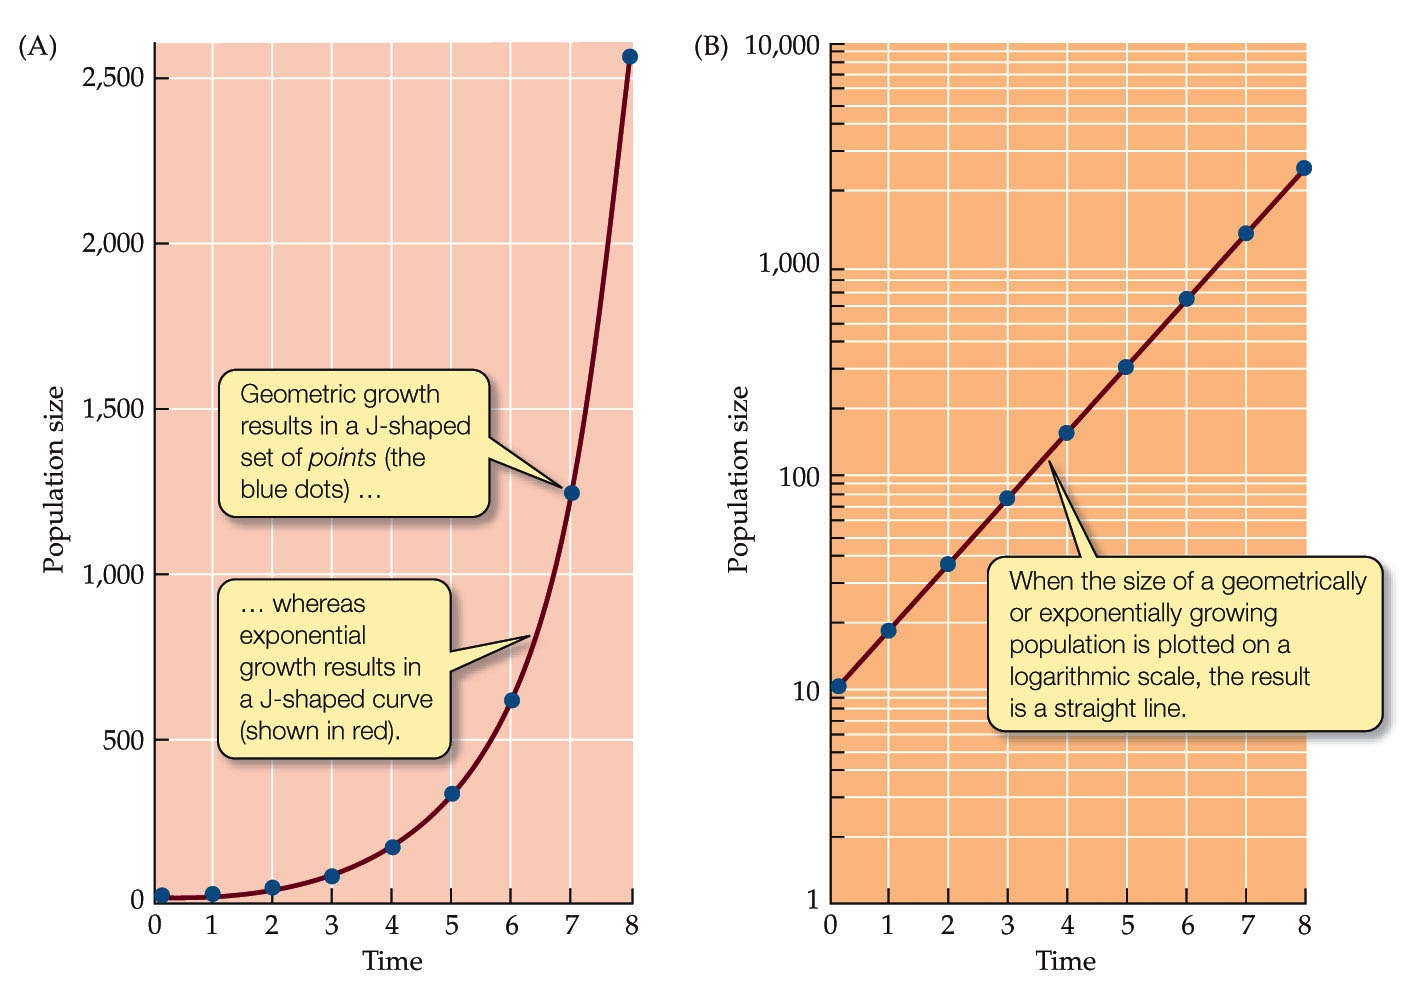 (A)
2,500
2,000
1,500
1,000
500
0
Population size
0 1 2 3 4 5 6 7 8
Time
Geometric growth
results in a J-shaped
set of points (the
blue dots) …
… whereas
exponential
growth results in
a J-shaped curve
(shown in red).
(B)
10,000
1,000
100
10
1
Population size
0 1 2 3 4 5 6 7 8
Time
When the size of a geometrically
or exponentially growing
population is plotted on a
logarithmic scale, the result
is a straight line.